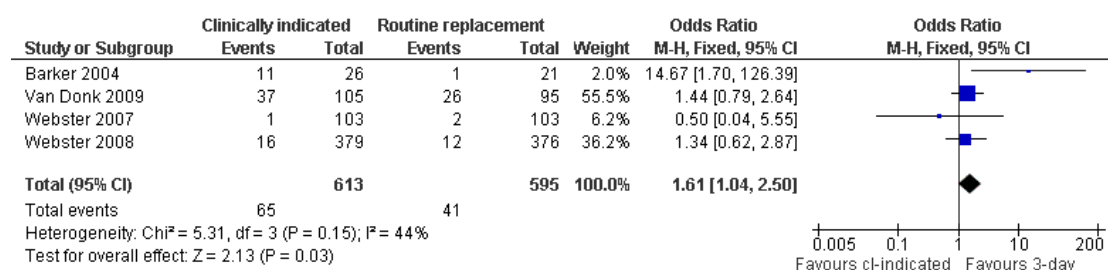 Clinically indicated Routine replacement Odds Ratio Odds Ratio
Study or Subgroup Events Total Events Total Weight M-H, Fixed, 95% CI M-H, Fixed, 95% CI
Barker 2004 11 26 1 21 2.0% 14.67 [1.70, 126.39]
Van Donk 2009 37 105 26 95 55.5% 1.44 [0.79, 2.64]
Webster 2007 1 103 2 103 6.2% 0.50 [0.04, 5.55]
Webster 2008 16 379 12 376 36.2% 1.34 [0.62, 2.87]
Total (95% CI) 613 595 100.0% 1.61 [1.04, 2.50]
Total events 65 41
Heterogeneity: Chi² = 5.31, df = 3 (P = 0.15); I² = 44%
Test for overall effect: Z = 2.13 (P = 0.03)
0.005 0.1 1 10 200
Favours cl-indicated Favours 3-day